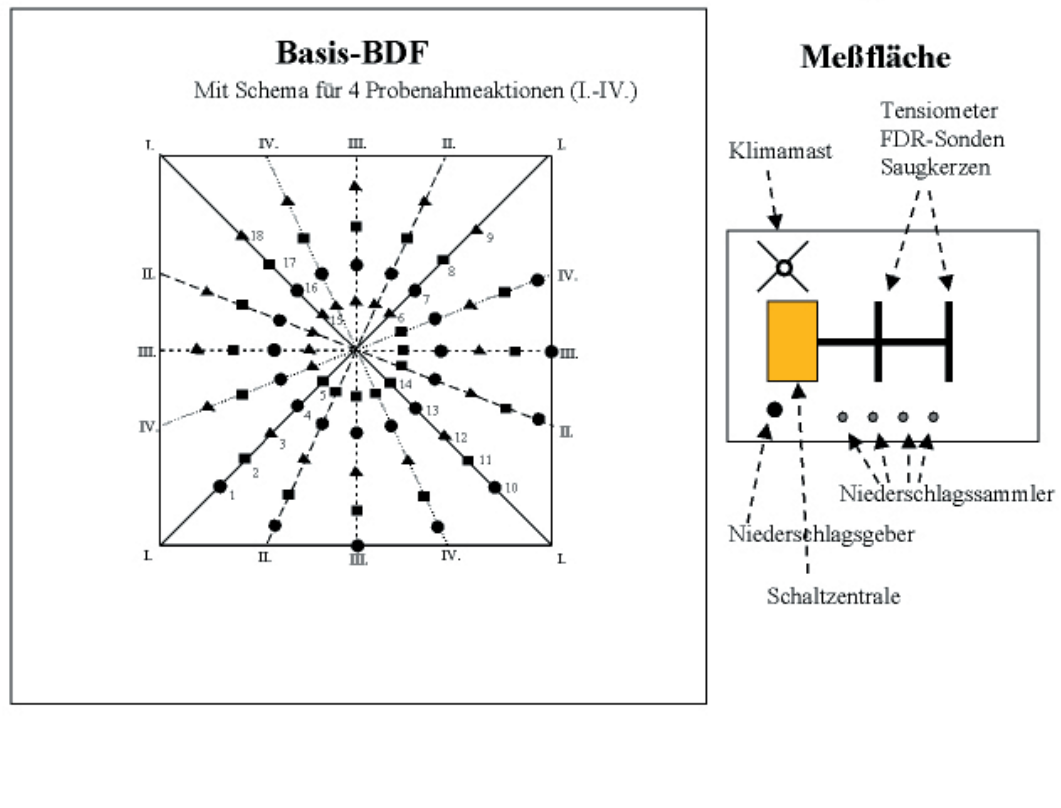 Basis-BDF
Mit Schema für 4 Probenahmeaktionen (I.-IV.)
I.
IV.
III.
II.
I.
18
17
16
15
9
8
7
6
II.
IV.
III.
III.
IV.
II.
5
4
3
2
1
14
13
12
11
10
I.
II.
III.
IV.
I.
Meßfläche
Tensiometer
FDR-Sonden
Saugkerzen
Klimamast
Niederschlagssammler
Niederschlagsgeber
Schaltzentrale